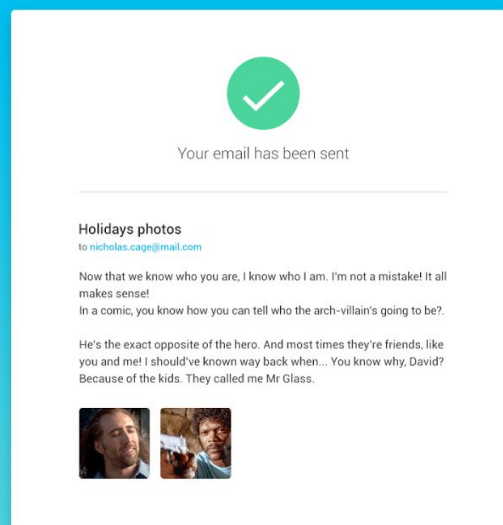 Your email has been sent
Holidays photos
to nicholas.cage@mail.com
Now that we know who you are, I know who I am. I'm not a mistake! It all
makes sense!
In a comic, you know how you can tell who the arch-villain's going to be?.
He's the exact opposite of the hero. And most times they're friends, like
you and me! I should've known way back when... You know why, David?
Because of the kids. They called me Mr Glass.